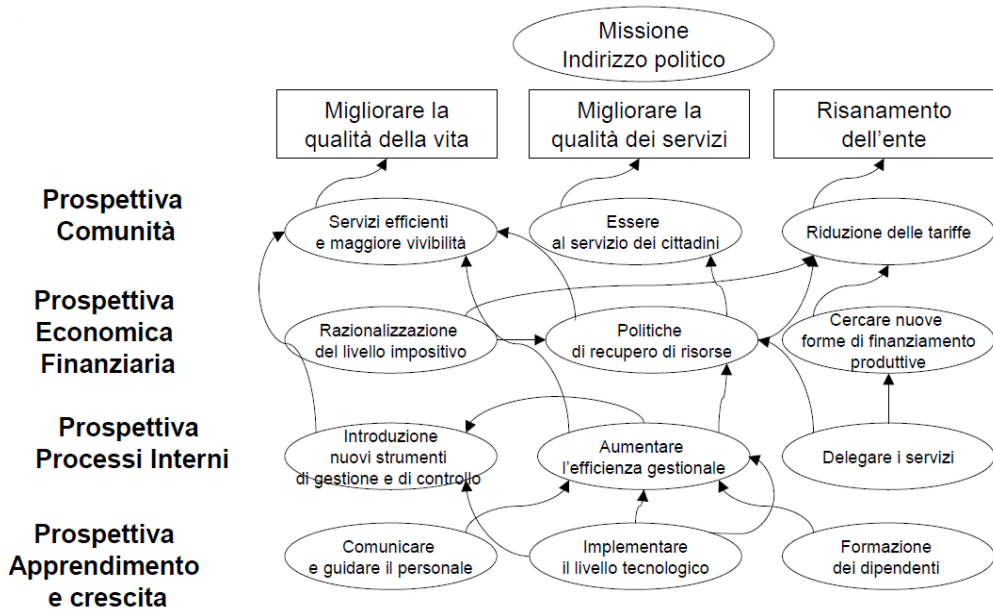 Missione
Indirizzo politico
Migliorare la
qualità della vita
Migliorare la
qualità dei servizi
Risanamento
dell'ente
Prospettiva
Comunità
Servizi efficienti
e maggiore vivibilità
Essere
al servizio dei cittadini
Riduzione delle tariffe
Prospettiva
Economica
Finanziaria
Razionalizzazione
del livello impositivo
Politiche
di recupero di risorse
Cercare nuove
forme di finanziamento
produttive
Prospettiva
Processi Interni
Introduzione
nuovi strumenti
di gestione e di controllo
Aumentare
l'efficienza gestionale
Delegare i servizi
Prospettiva
Apprendimento
e crescita
Comunicare
e guidare il personale
Implementare
il livello tecnologico
Formazione
dei dipendenti